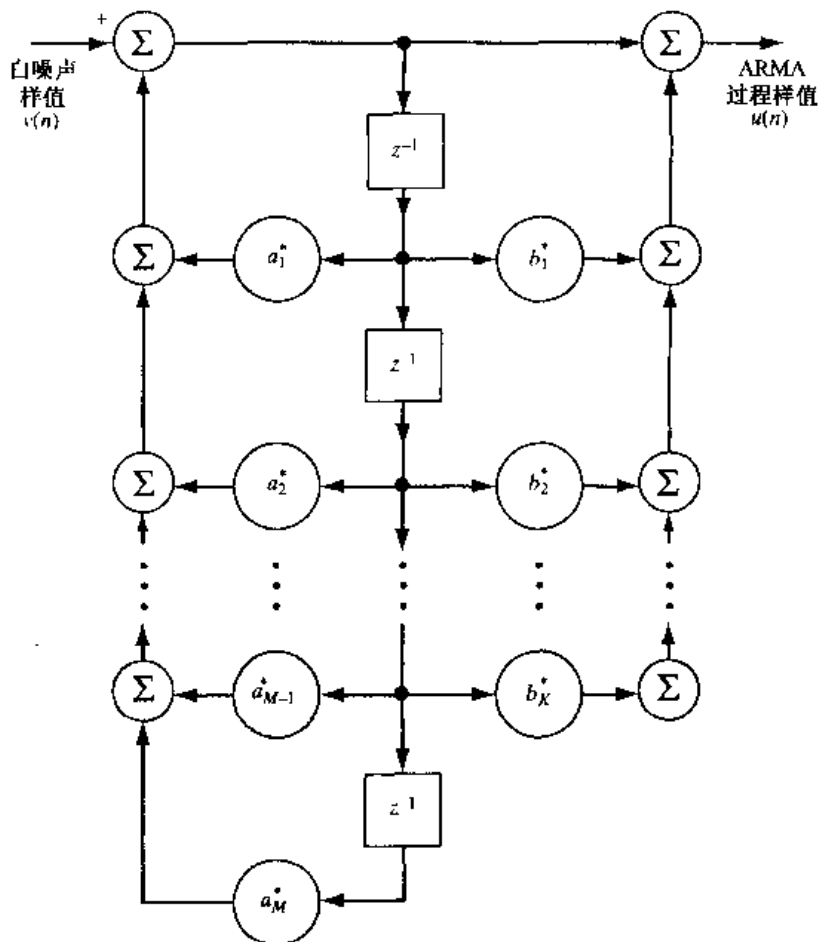 +
Σ
Σ
白噪声
样值
v(n)
ARMA
过程样值
u(n)
z⁻¹
Σ
a₁*
b₁*
Σ
z⁻¹
Σ
a₂*
b₂*
Σ
Σ
a*M−1
b*K
Σ
z⁻¹
a*M